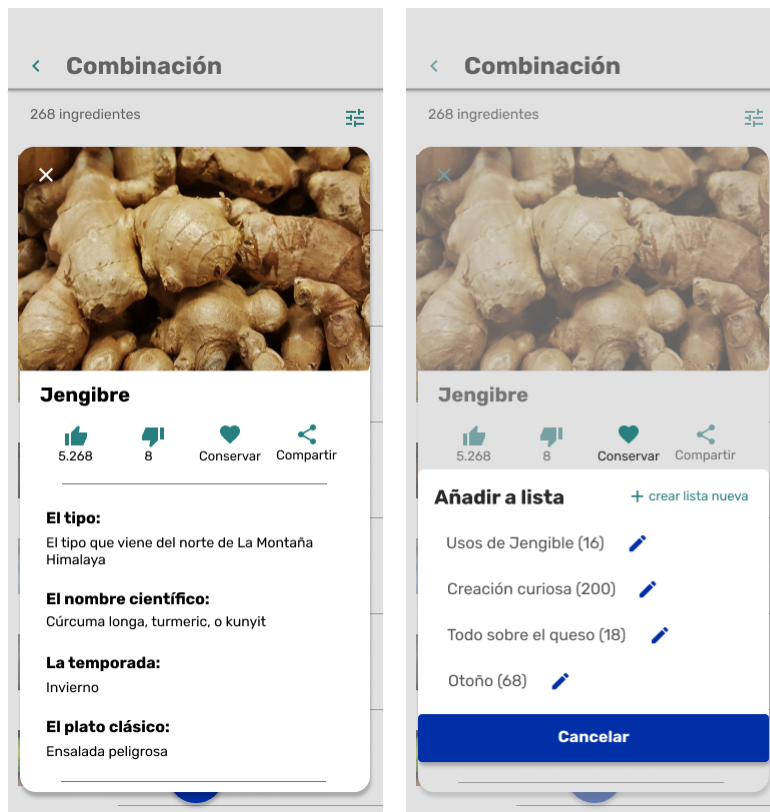 Combinación
268 ingredientes
Jengibre
5.268
8
Conservar
Compartir
El tipo:
El tipo que viene del norte de La Montaña
Himalaya
El nombre científico:
Cúrcuma longa, turmeric, o kunyit
La temporada:
Invierno
El plato clásico:
Ensalada peligrosa
Combinación
268 ingredientes
Jengibre
5.268
8
Conservar
Compartir
Añadir a lista
+ crear lista nueva
Usos de Jengible (16)
Creación curiosa (200)
Todo sobre el queso (18)
Otoño (68)
Cancelar